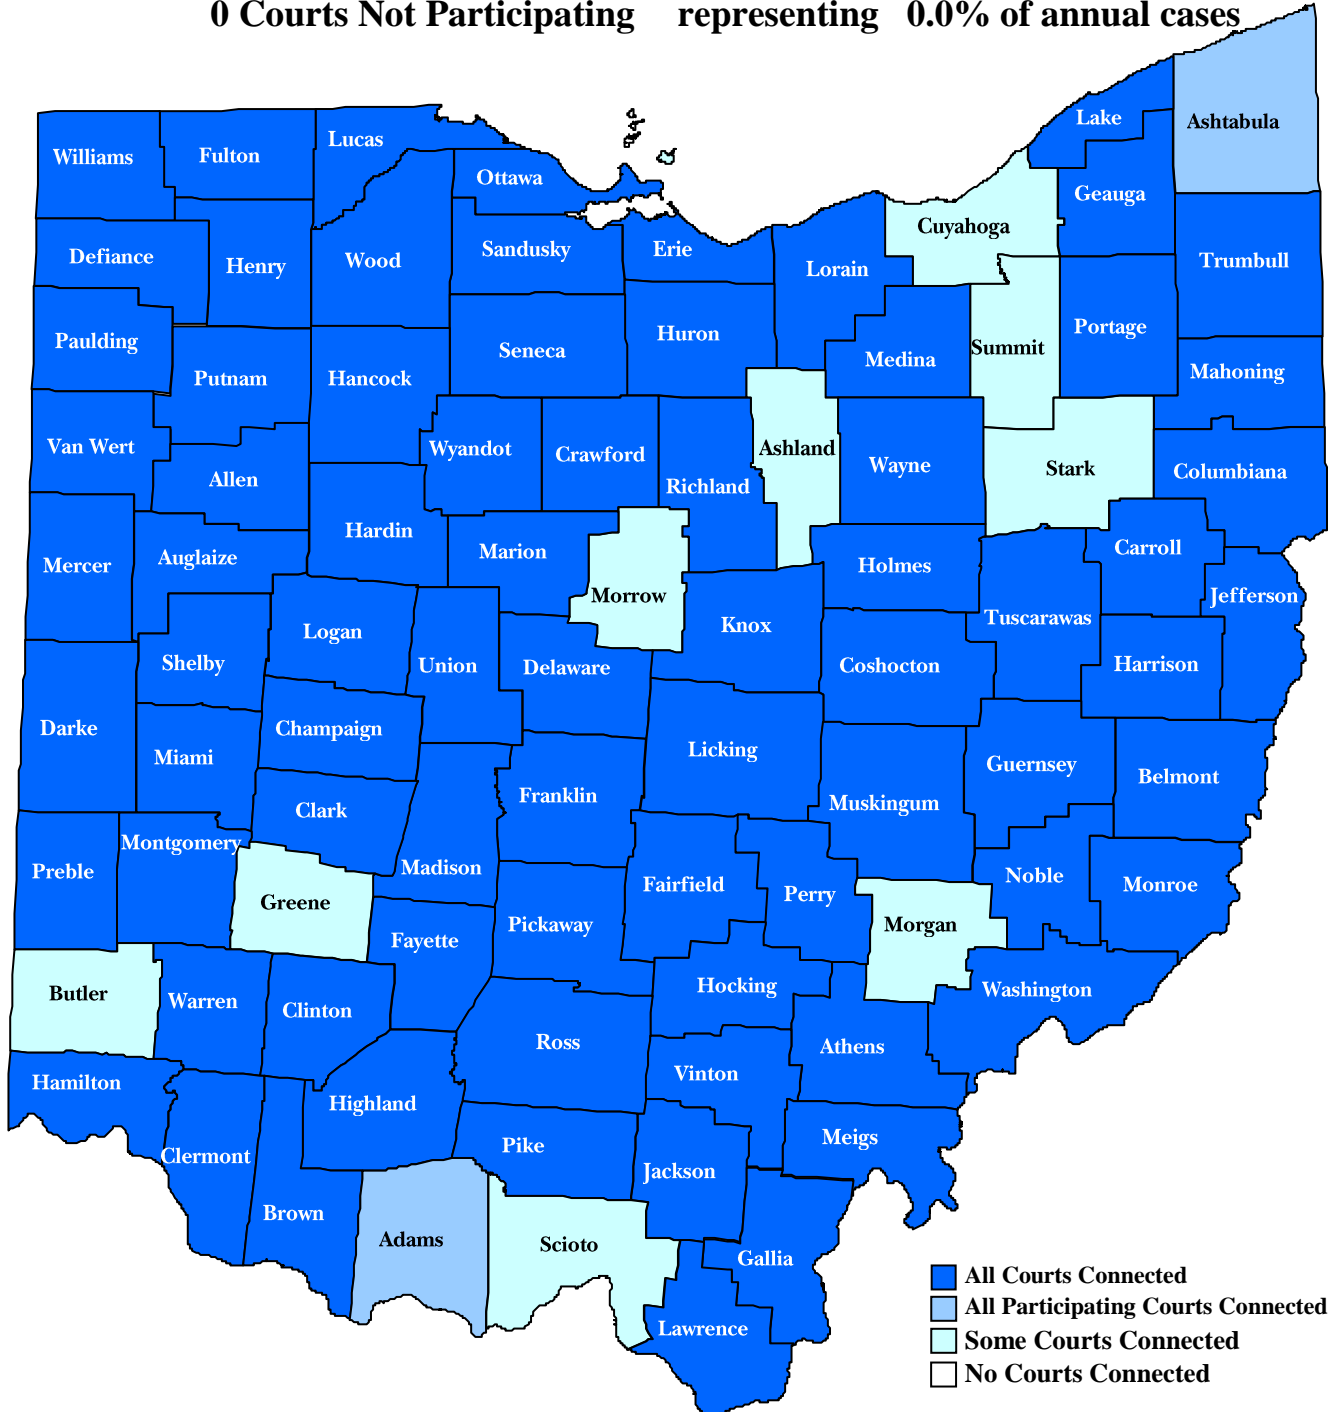 0 Courts Not Participating representing 0.0% of annual cases
Lake
Ashtabula
Williams
Fulton
Lucas
Ottawa
Geauga
Cuyahoga
Defiance
Henry
Wood
Sandusky
Erie
Lorain
Trumbull
Paulding
Putnam
Hancock
Seneca
Huron
Medina
Summit
Portage
Mahoning
Van Wert
Allen
Wyandot
Crawford
Richland
Ashland
Wayne
Stark
Columbiana
Mercer
Auglaize
Hardin
Marion
Morrow
Holmes
Carroll
Jefferson
Logan
Union
Knox
Tuscarawas
Shelby
Delaware
Coshocton
Harrison
Darke
Miami
Champaign
Licking
Guernsey
Belmont
Clark
Franklin
Muskingum
Montgomery
Preble
Madison
Fairfield
Perry
Noble
Monroe
Greene
Fayette
Pickaway
Morgan
Butler
Warren
Clinton
Hocking
Washington
Ross
Athens
Hamilton
Highland
Vinton
Clermont
Pike
Jackson
Meigs
Brown
Adams
Scioto
Gallia
Lawrence
All Courts Connected
All Participating Courts Connected
Some Courts Connected
No Courts Connected